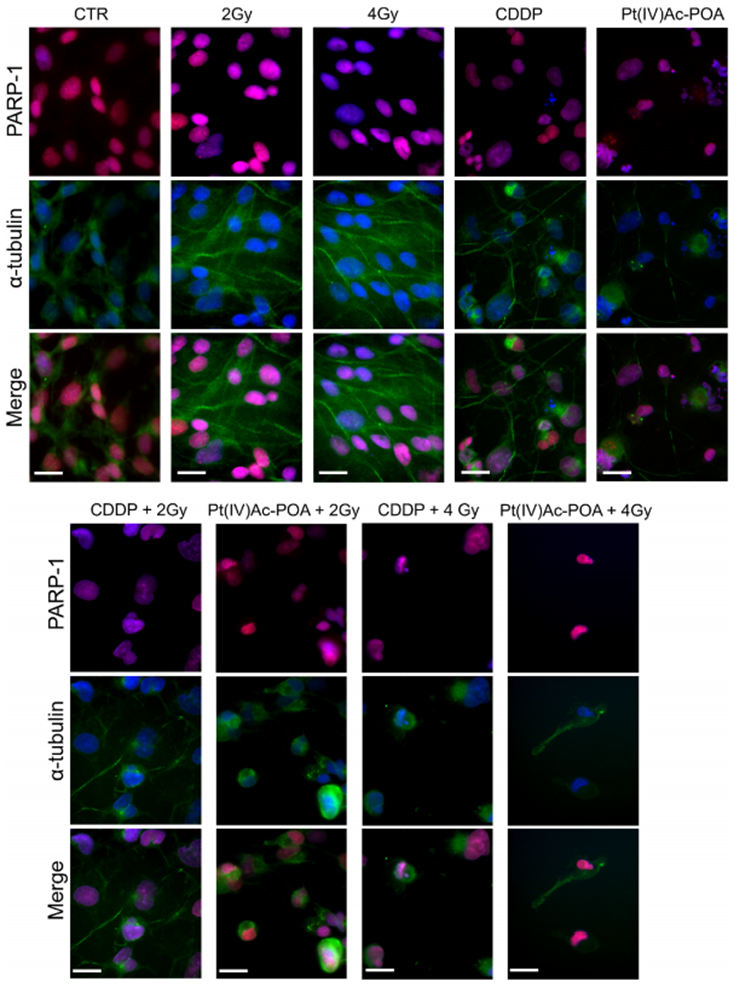 CTR 2Gy 4Gy CDDP Pt(IV)Ac-POA
PARP-1
α-tubulin
Merge
CDDP + 2Gy Pt(IV)Ac-POA + 2Gy CDDP + 4 Gy Pt(IV)Ac-POA + 4Gy
PARP-1
α-tubulin
Merge